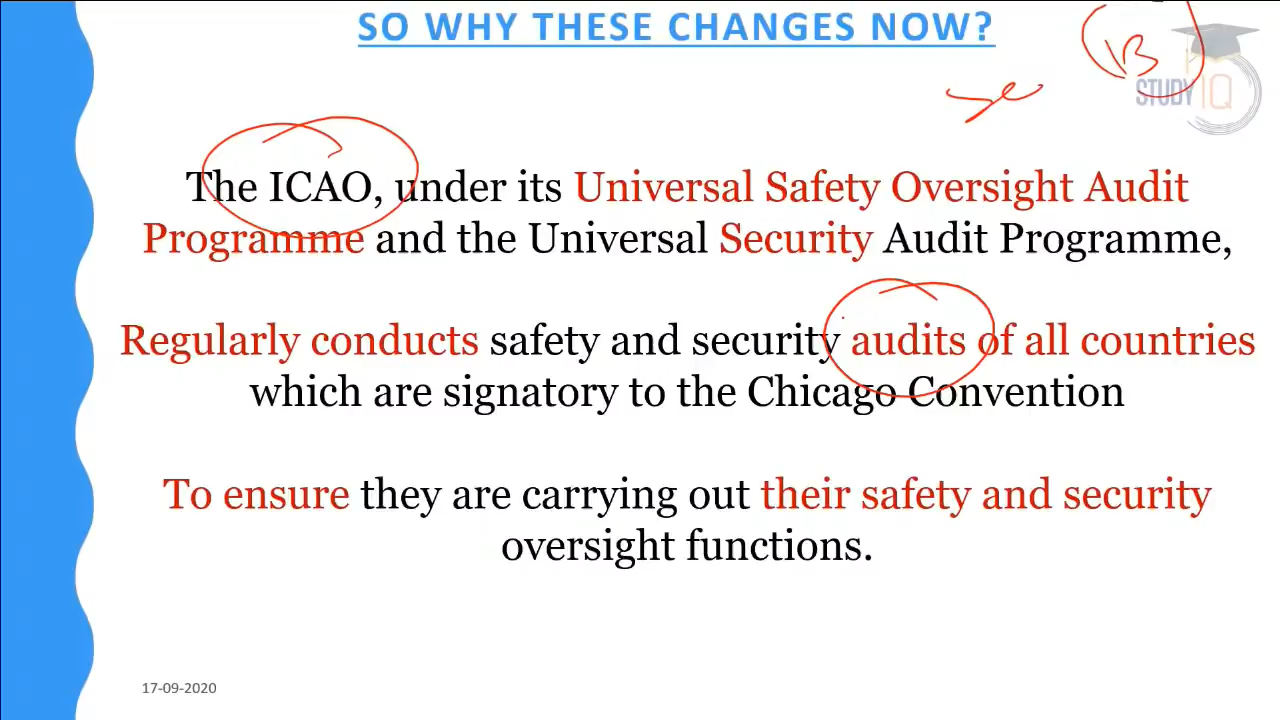 SO WHY THESE CHANGES NOW?
STUDY IQ
The ICAO, under its Universal Safety Oversight Audit
Programme and the Universal Security Audit Programme,
Regularly conducts safety and security audits of all countries
which are signatory to the Chicago Convention
To ensure they are carrying out their safety and security
oversight functions.
17-09-2020